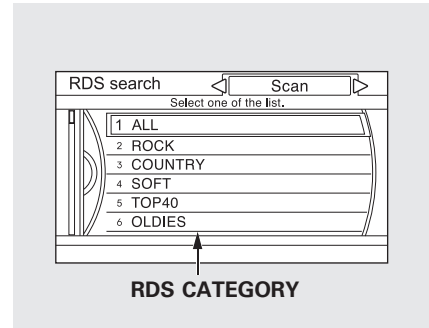 RDS search Scan
Select one of the list.
1 ALL
2 ROCK
3 COUNTRY
4 SOFT
5 TOP40
6 OLDIES
RDS CATEGORY